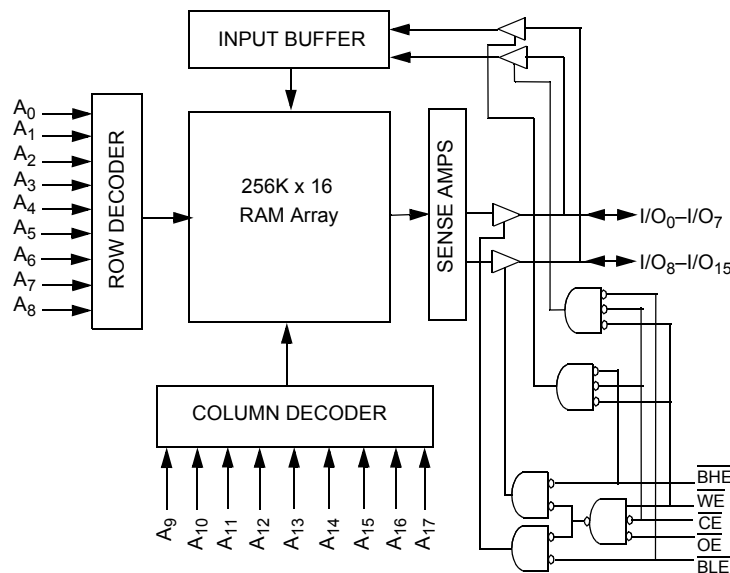 INPUT BUFFER
A0
A1
A2
A3
A4
A5
A6
A7
A8
ROW DECODER
256K x 16
RAM Array
SENSE AMPS
I/O0–I/O7
I/O8–I/O15
COLUMN DECODER
A9
A10
A11
A12
A13
A14
A15
A16
A17
BHE
WE
CE
OE
BLE